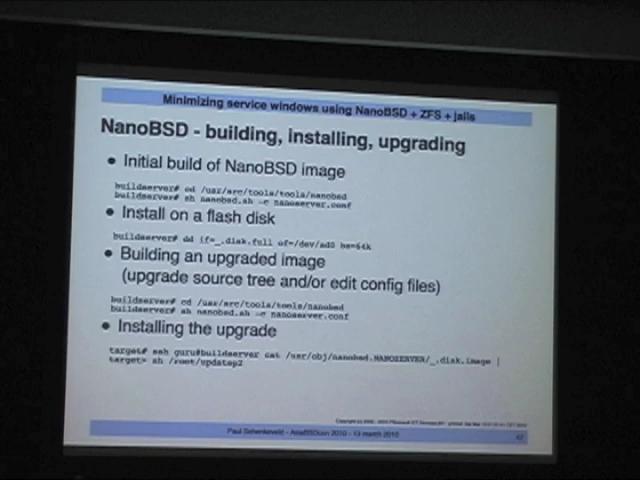 Minimizing service windows using NanoBSD + ZFS + jails
NanoBSD - building, installing, upgrading
• Initial build of NanoBSD image
buildserver# cd /usr/src/tools/tools/nanobsd
buildserver# sh nanobsd.sh -c nanoserver.conf
• Install on a flash disk
buildserver# dd if=_.disk.full of=/dev/ad0 bs=64k
• Building an upgraded image
(upgrade source tree and/or edit config files)
buildserver# cd /usr/src/tools/tools/nanobsd
buildserver# sh nanobsd.sh -c nanoserver.conf
• Installing the upgrade
target# ssh guru@buildserver cat /usr/obj/nanobsd.NANOSERVER/_.disk.image |
target> sh /root/updatep2
Paul Schenkeveld - AsiaBSDCon 2010 - 13 march 2010